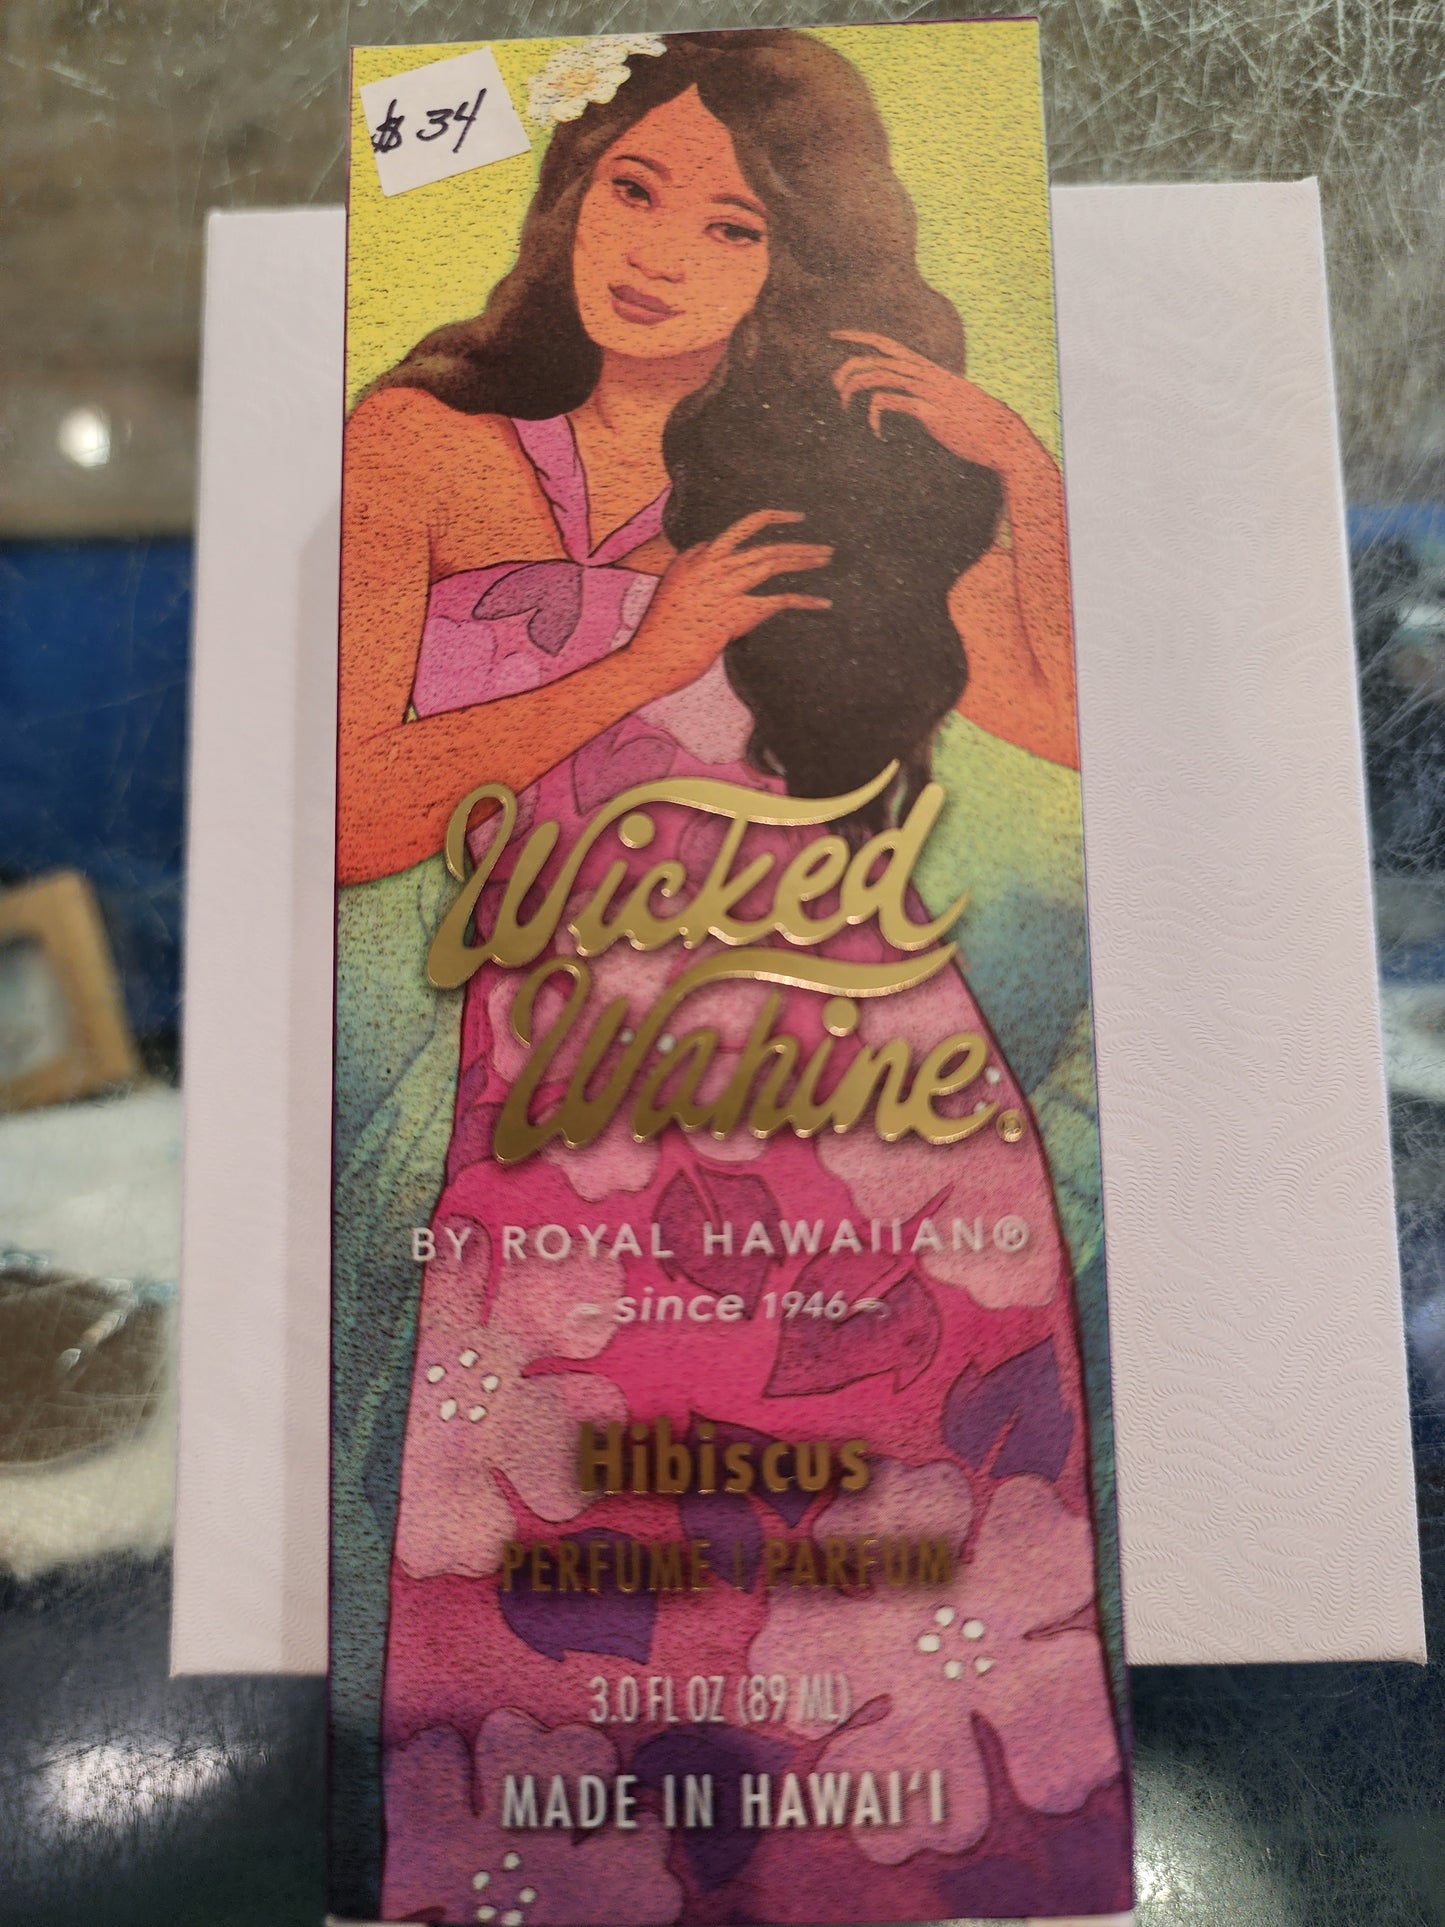 $ 34
Wicked
Wahine®
BY ROYAL HAWAIIAN®
since 1946
Hibiscus
PERFUME | PARFUM
3.0 FL OZ (89 ML)
MADE IN HAWAI‘I